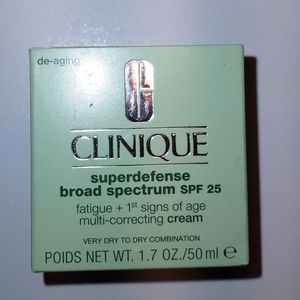 de-aging
CLINIQUE
superdefense
broad spectrum SPF 25
fatigue + 1st signs of age
multi-correcting cream
VERY DRY TO DRY COMBINATION
POIDS NET WT. 1.7 OZ./50 ml ℮